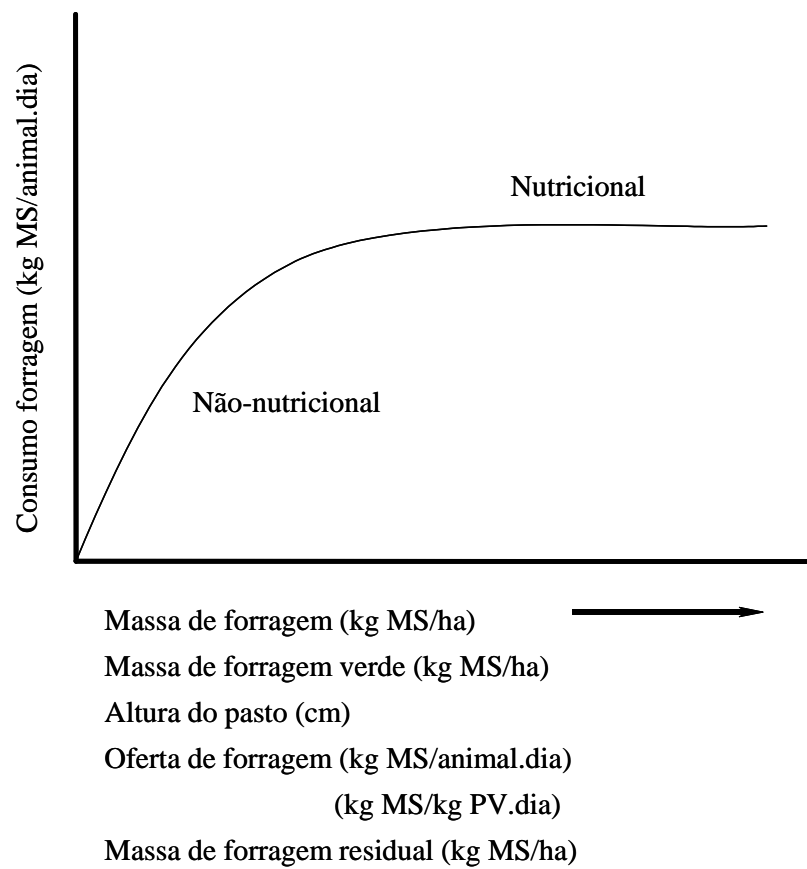 Consumo forragem (kg MS/animal.dia)
Nutricional
Não-nutricional
Massa de forragem (kg MS/ha)
Massa de forragem verde (kg MS/ha)
Altura do pasto (cm)
Oferta de forragem (kg MS/animal.dia)
(kg MS/kg PV.dia)
Massa de forragem residual (kg MS/ha)